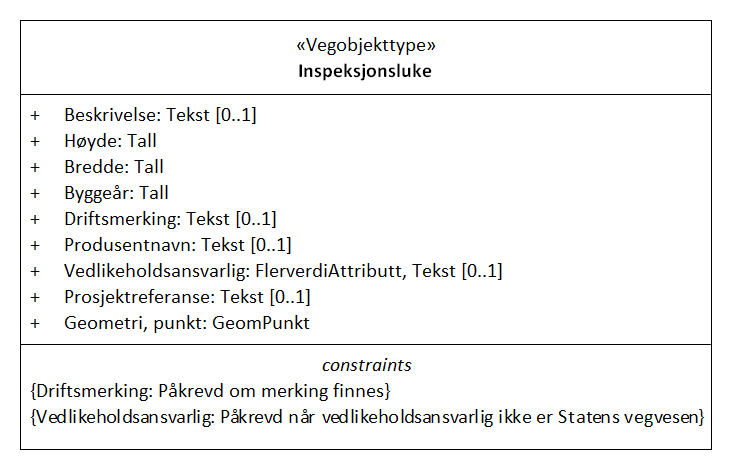 «Vegobjekttype»
Inspeksjonsluke
+ Beskrivelse: Tekst [0..1]
+ Høyde: Tall
+ Bredde: Tall
+ Byggeår: Tall
+ Driftsmerking: Tekst [0..1]
+ Produsentnavn: Tekst [0..1]
+ Vedlikeholdsansvarlig: FlerverdiAttributt, Tekst [0..1]
+ Prosjektreferanse: Tekst [0..1]
+ Geometri, punkt: GeomPunkt
constraints
{Driftsmerking: Påkrevd om merking finnes}
{Vedlikeholdsansvarlig: Påkrevd når vedlikeholdsansvarlig ikke er Statens vegvesen}